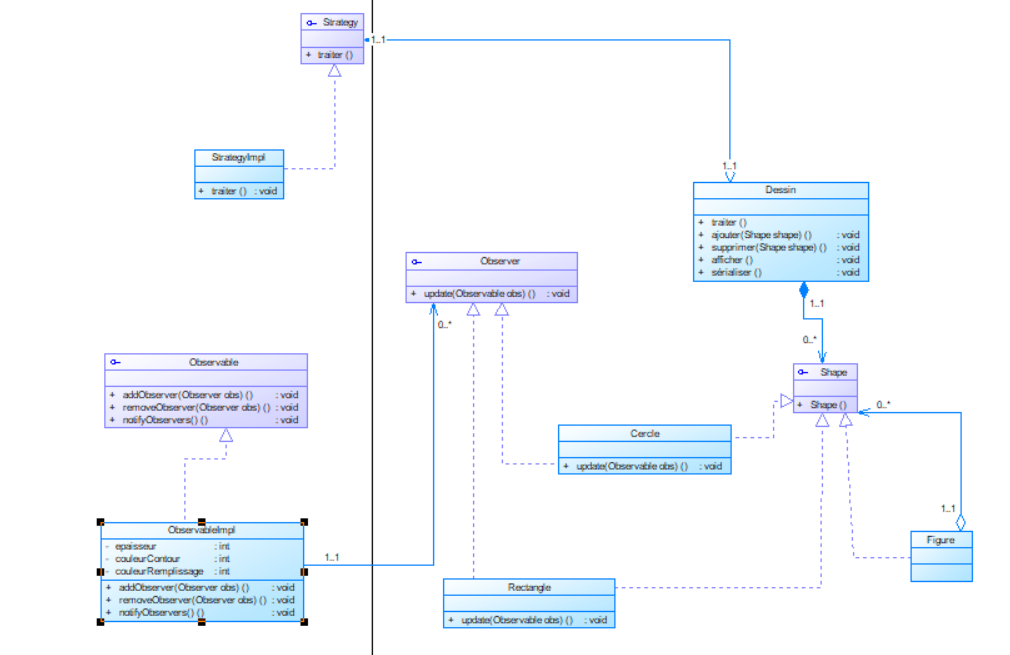 Strategy
+ traiter ()
1..1
1..1
StrategyImpl
+ traiter () : void
Dessin
+ traiter ()
+ ajouter(Shape shape) () : void
+ supprimer(Shape shape) () : void
+ afficher () : void
+ sérialiser () : void
Observer
+ update(Observable obs) () : void
0..*
1..1
0..*
Observable
+ addObserver(Observer obs) () : void
+ removeObserver(Observer obs) () : void
+ notifyObservers() () : void
Shape
+ Shape ()
0..*
Cercle
+ update(Observable obs) () : void
1..1
ObservableImpl
- epaisseur : int
- couleurContour : int
- couleurRemplissage : int
+ addObserver(Observer obs) () : void
+ removeObserver(Observer obs) () : void
+ notifyObservers() () : void
1..1
Figure
Rectangle
+ update(Observable obs) () : void